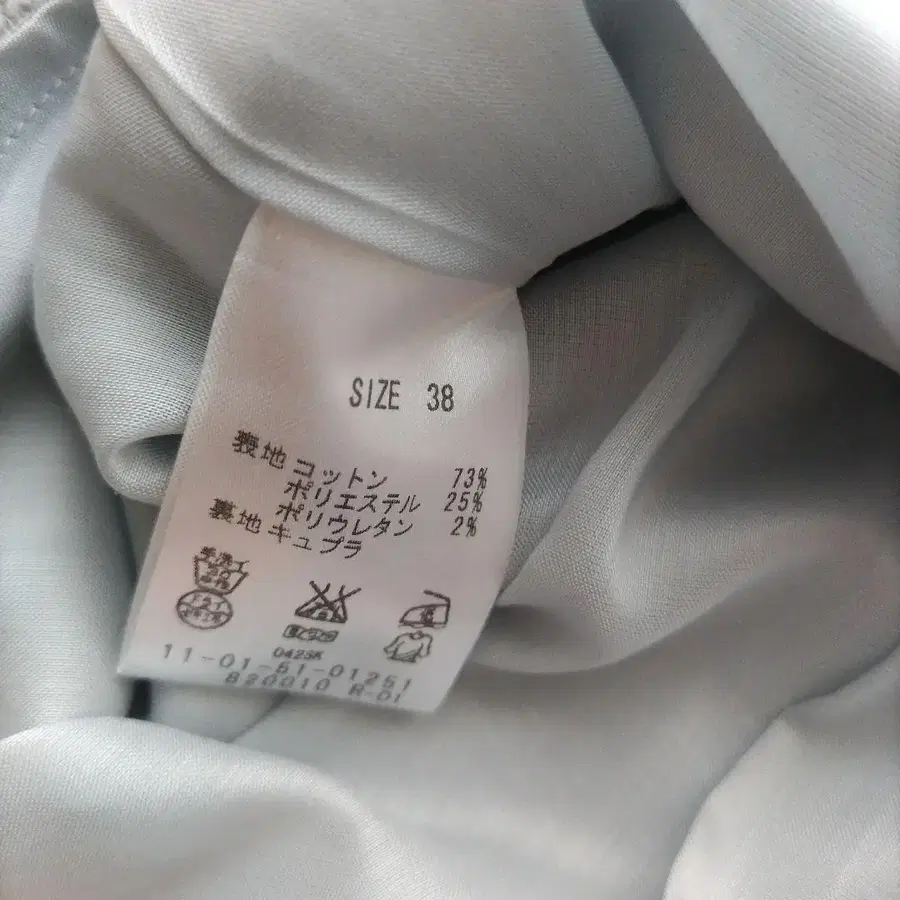 SIZE 38
表地 コットン 73%
ポリエステル 25%
ポリウレタン 2%
裏地 キュプラ
0423K
11-01-51-01251
820010 R-01